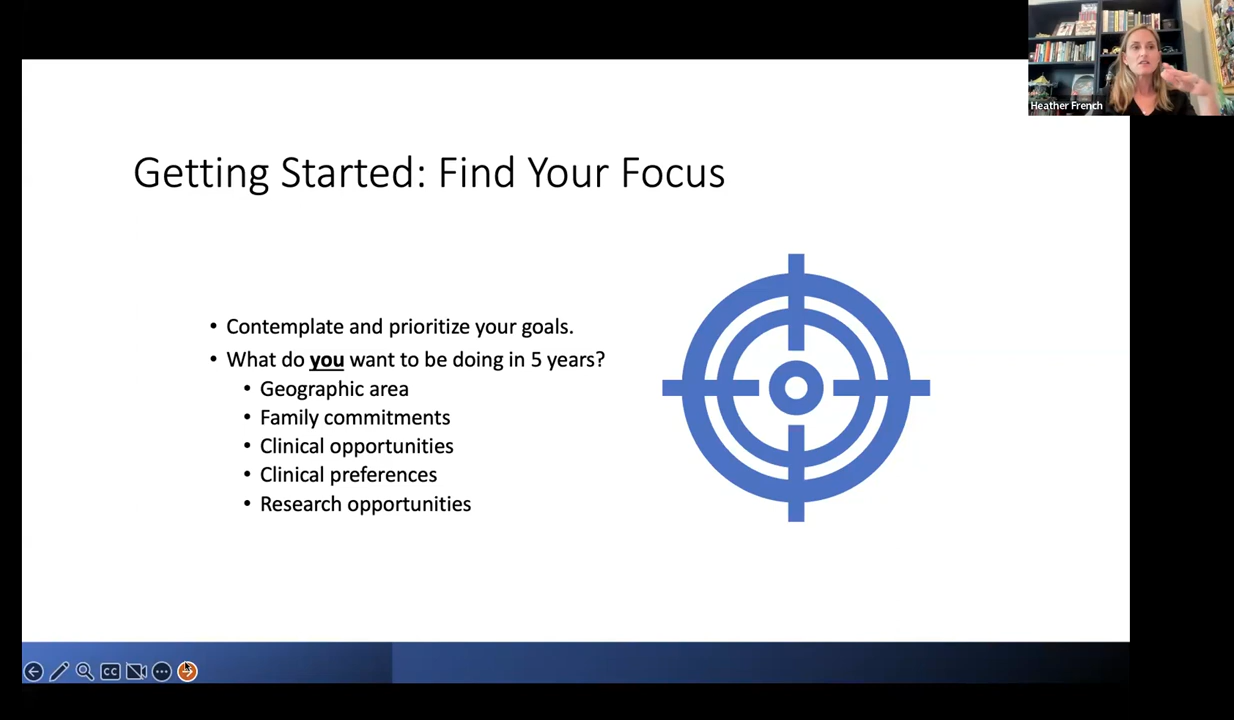 Heather French
Getting Started: Find Your Focus
• Contemplate and prioritize your goals.
• What do you want to be doing in 5 years?
• Geographic area
• Family commitments
• Clinical opportunities
• Clinical preferences
• Research opportunities
CC